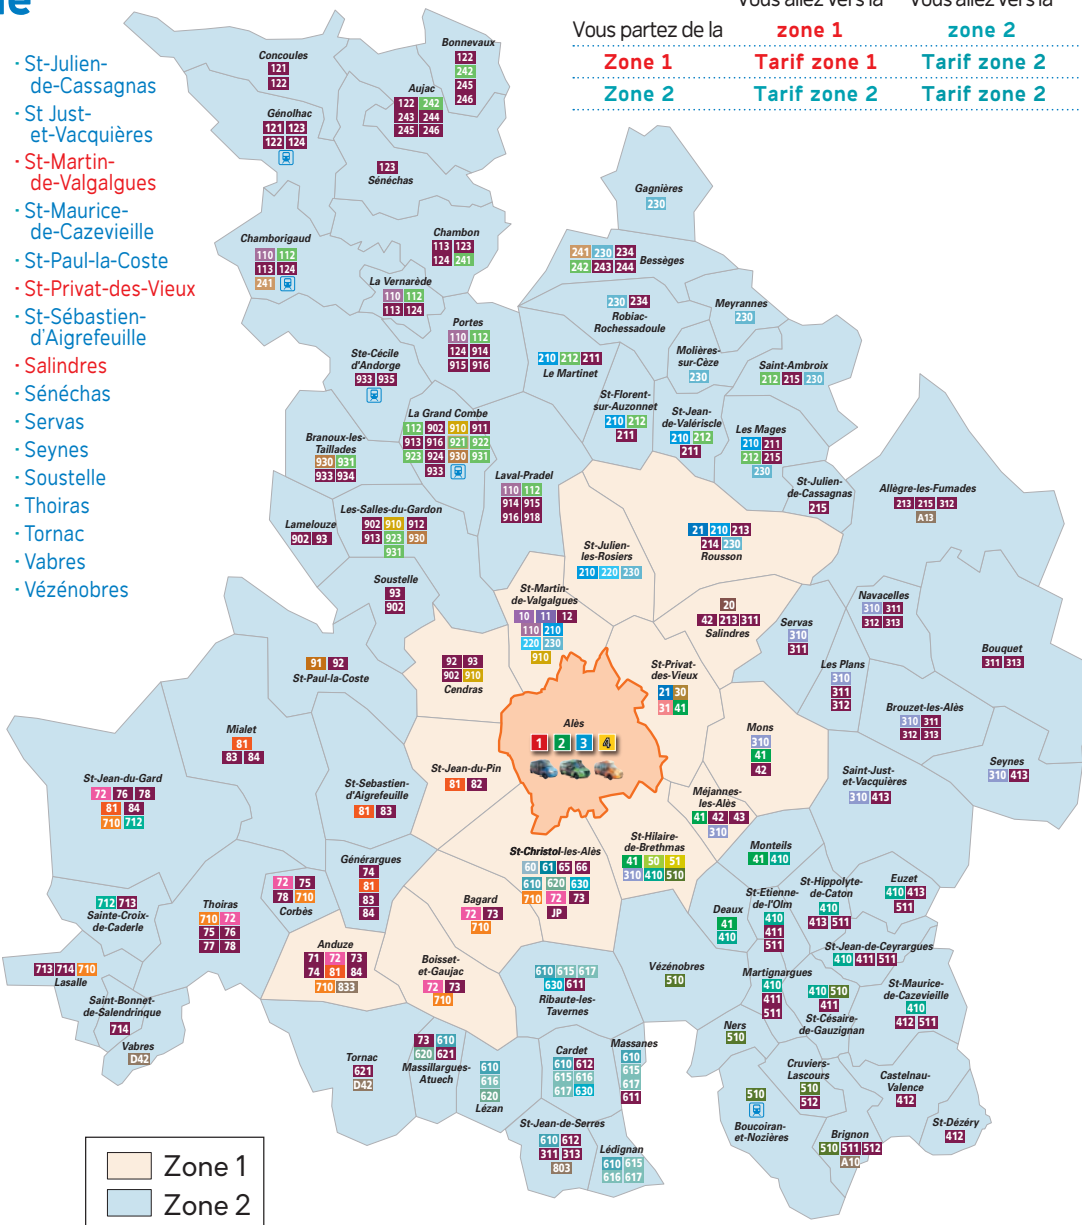 Vous allez vers la
Vous allez vers la
Vous partez de la
zone 1
zone 2
Zone 1
Tarif zone 1
Tarif zone 2
Zone 2
Tarif zone 2
Tarif zone 2
· St-Julien-
de-Cassagnas
· St Just-
et-Vacquières
· St-Martin-
de-Valgalgues
· St-Maurice-
de-Cazevieille
· St-Paul-la-Coste
· St-Privat-des-Vieux
· St-Sébastien-
d'Aigrefeuille
· Salindres
· Sénéchas
· Servas
· Seynes
· Soustelle
· Thoiras
· Tornac
· Vabres
· Vézénobres
Concoules
121
122
Bonnevaux
122
242
245
246
Aujac
122 242
243 244
245 246
Génolhac
121 123
122 124
123
Sénéchas
Gagnières
230
Chamborigaud
110 112
113 124
241
Chambon
113 123
124 241
241 230 234
242 243 244
Bessèges
La Vernarède
110 112
113 124
230 234
Robiac-
Rochessadoule
Meyrannes
230
Portes
110 112
124 914
915 916
Ste-Cécile
d'Andorge
933 935
210 212 211
Le Martinet
Molières-
sur-Cèze
230
Saint-Ambroix
212 215 230
St-Florent-
sur-Auzonnet
210 212
211
St-Jean-
de-Valériscle
210 212
211
Les Mages
210 211
212 215
230
La Grand Combe
112 902 910 911
913 916 921 922
923 924 930 931
933
Branoux-les-
Taillades
930 931
933 934
Laval-Pradel
110 112
914 915
916 918
St-Julien-
de-Cassagnas
215
Allègre-les-Fumades
213 215 312
A13
Lamelouze
902 93
Les-Salles-du-Gardon
902 910 912
913 923 930
931
St-Julien-
les-Rosiers
210 220 230
21 210 213
214 230
Rousson
Soustelle
93
902
St-Martin-
de-Valgalgues
10 11 12
110 210
220 230
910
20
42 213 311
Salindres
Servas
310
311
Navacelles
310 311
312 313
Bouquet
311 313
91 92
St-Paul-la-Coste
92 93
902 910
Cendras
St-Privat-
des-Vieux
21 30
31 41
Les Plans
310
311
312
Brouzet-les-Alès
310 311
312 313
Mialet
81
83 84
Alès
1 2 3 4
Mons
310
41
42
Seynes
310 413
St-Jean-du-Gard
72 76 78
81 84
710 712
St-Sebastien-
d'Aigrefeuille
81 83
St-Jean-du-Pin
81 82
Saint-Just-
et-Vacquières
310 413
Méjannes-
les-Alès
41 42 43
310
St-Hilaire-
de-Brethmas
41 50 51
310 410 510
Monteils
41 410
St-Christol-les-Alès
60 61 65 66
610 620 630
710 72 73
JP
Générargues
74
81
83
84
72 75
78 710
Corbès
Bagard
72 73
710
St-Etienne-
de-l'Olm
410
411
511
St-Hippolyte-
de-Caton
410
413 511
Euzet
410 413
511
712 713
Sainte-Croix-
de-Caderle
Thoiras
710 72
75 76
77 78
Deaux
41
410
St-Jean-de-Ceyrargues
410 411 511
Anduze
71 72 73
74 81 84
710 833
Boisset-
et-Gaujac
72 73
710
713 714 710
Lasalle
Vézénobres
510
610 615 617
630 611
Ribaute-les-
Tavernes
Martignargues
410
411
511
410 510
411
St-Césaire-
de-Gauzignan
St-Maurice-
de-Cazevieille
410
412 511
Saint-Bonnet-
de-Salendrinque
714
Vabres
D42
Ners
510
Tornac
621
D42
73 610
620 621
Massillargues-
Atuech
610
616
620
Lézan
Cardet
610 612
615 616
617 630
Massanes
610
615
617
611
Cruviers-
Lascours
510
512
Castelnau-
Valence
412
510
Boucoiran-
et-Nozières
Brignon
510 511 512
A10
St-Dézéry
412
St-Jean-de-Serres
610 612
311 313
803
Lédignan
610 615
616 617
Zone 1
Zone 2